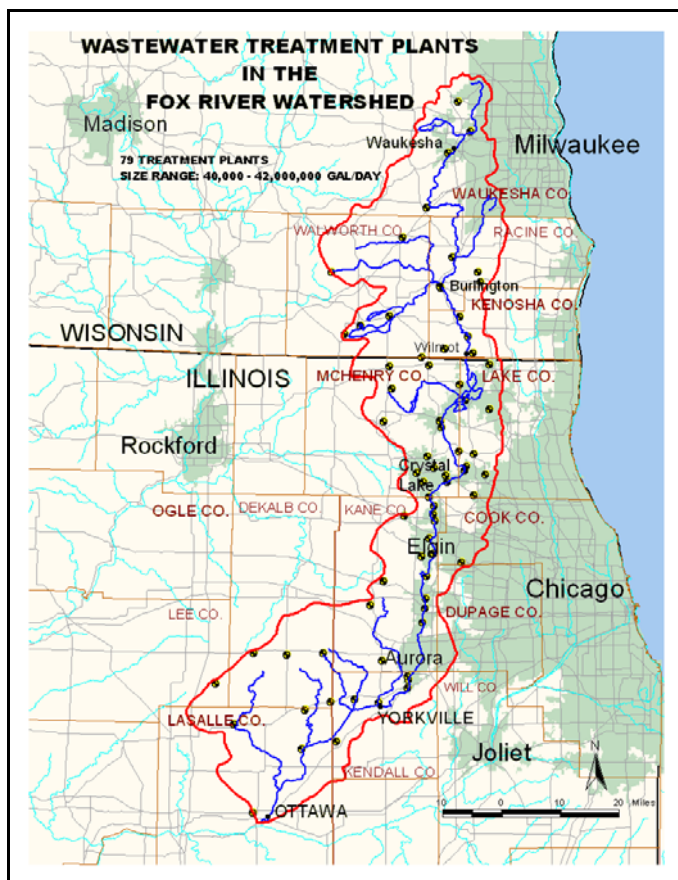 WASTEWATER TREATMENT PLANTS
IN THE
FOX RIVER WATERSHED
Madison
Waukesha
Milwaukee
79 TREATMENT PLANTS
SIZE RANGE: 40,000 - 42,000,000 GAL/DAY
WAUKESHA CO.
WALWORTH CO.
RACINE CO.
Burlington
KENOSHA CO.
WISONSIN
Wilmot
ILLINOIS
MCHENRY CO.
LAKE CO.
Rockford
Crystal
Lake
OGLE CO.
DEKALB CO.
KANE CO.
COOK CO.
Elgin
Chicago
LEE CO.
DUPAGE CO.
Aurora
WILL CO.
LASALLE CO.
YORKVILLE
Joliet
N
KENDALL CO.
OTTAWA
10 0 10 20 Miles